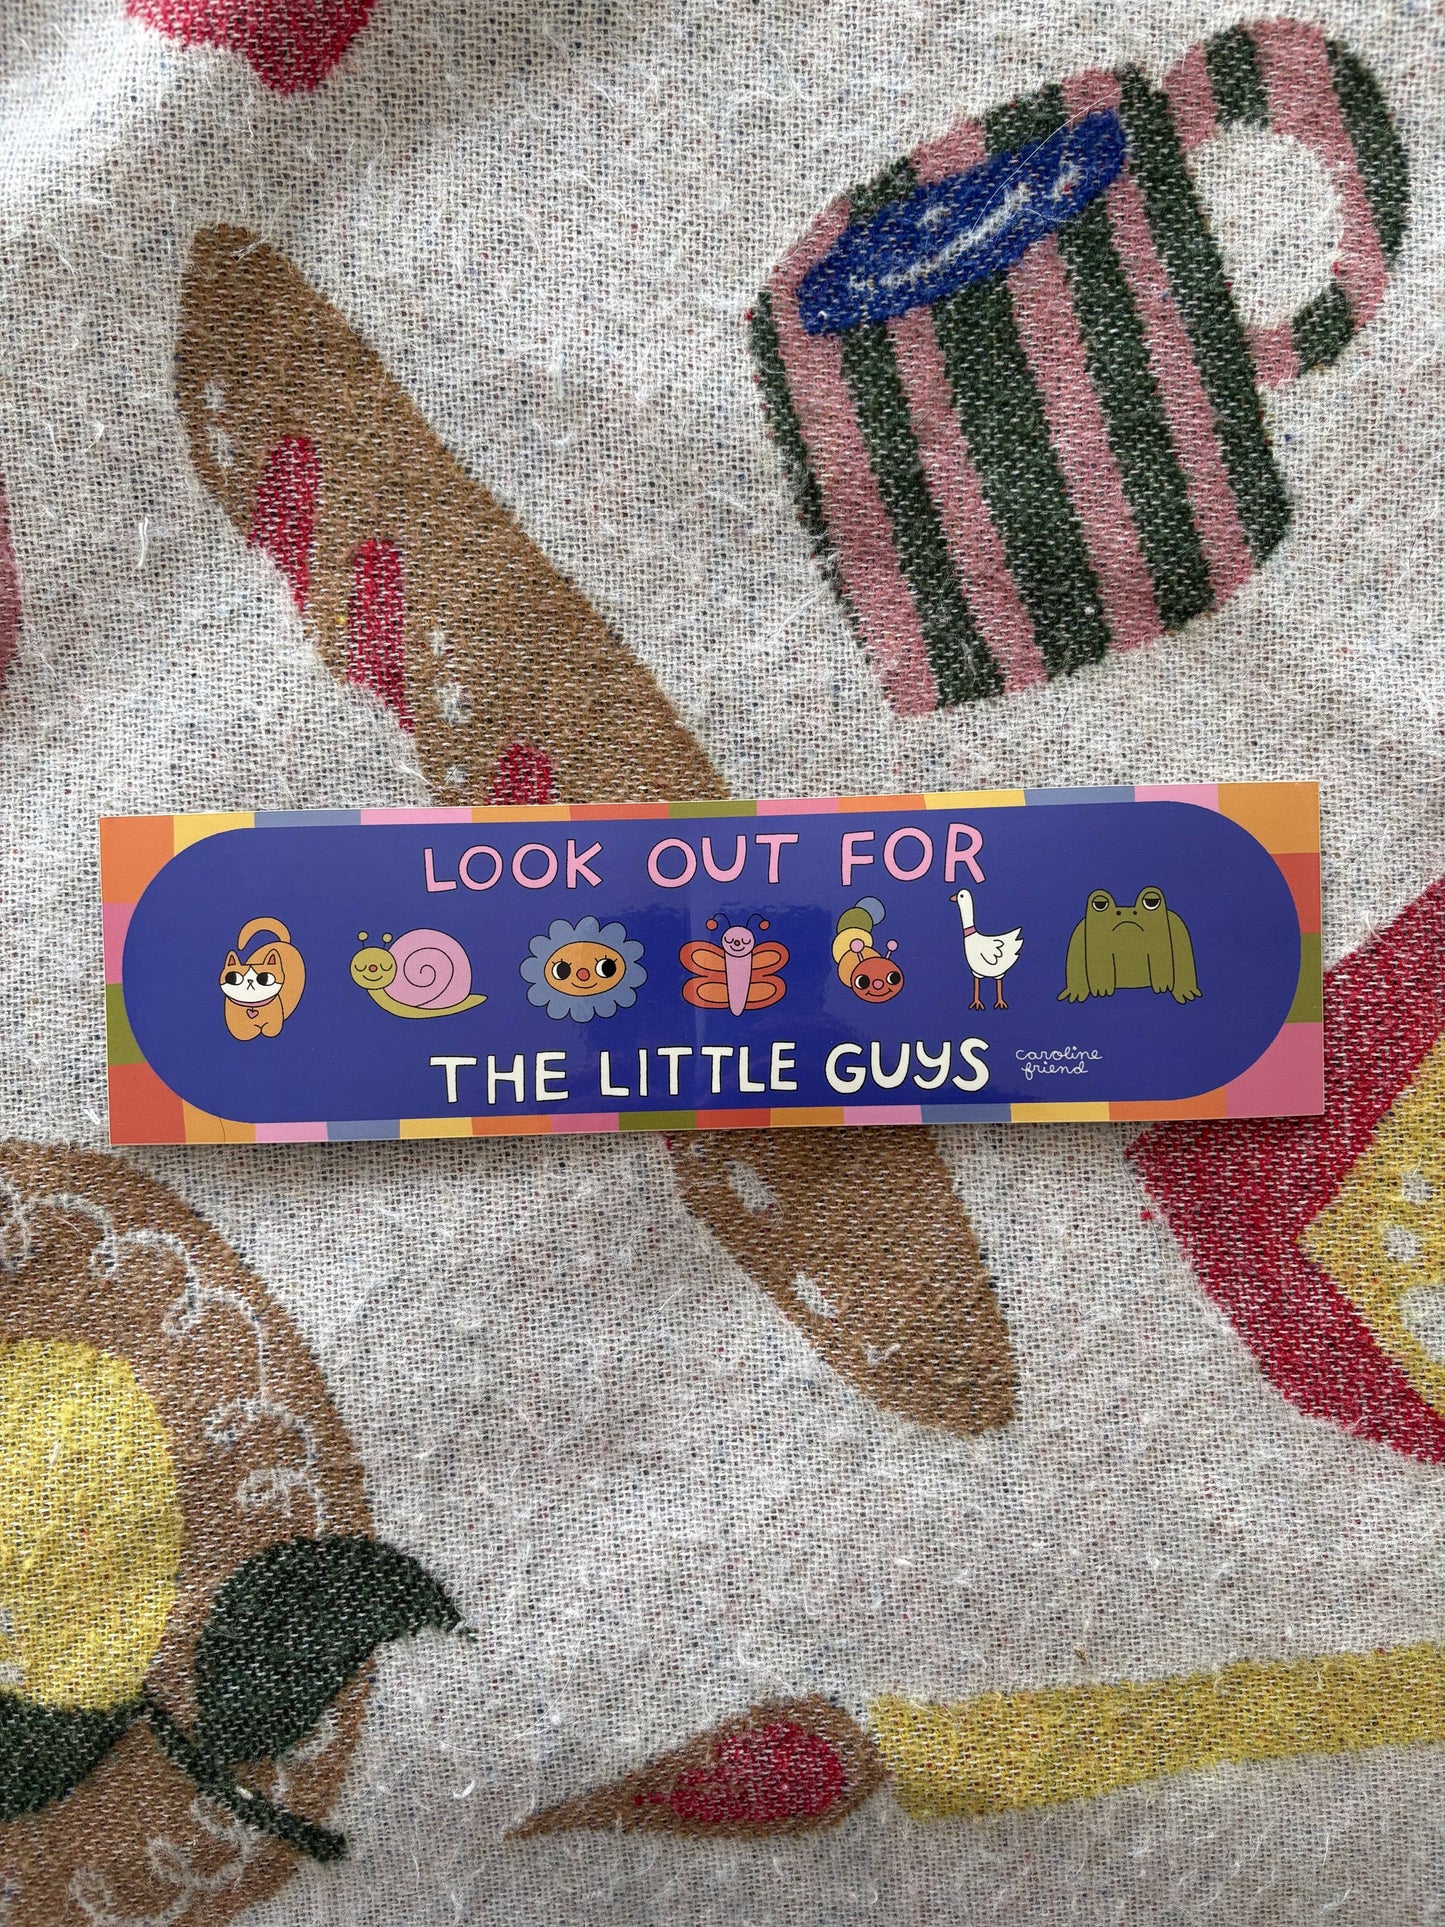 LOOK OUT FOR
THE LITTLE GUYS
caroline
friend